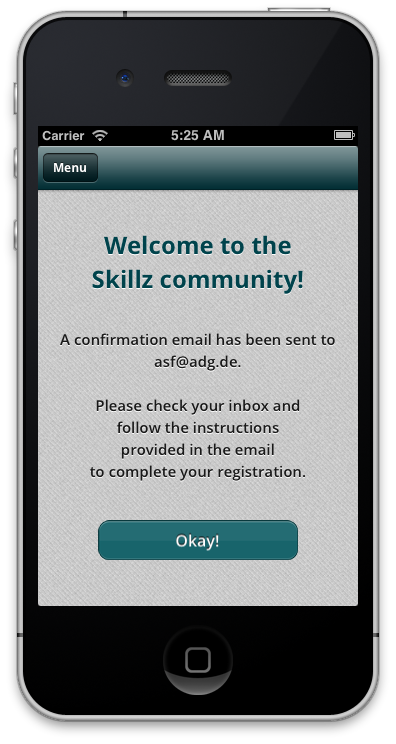 Carrier 5:25 AM
Menu
Welcome to the
Skillz community!
A confirmation email has been sent to
asf@adg.de.
Please check your inbox and
follow the instructions
provided in the email
to complete your registration.
Okay!